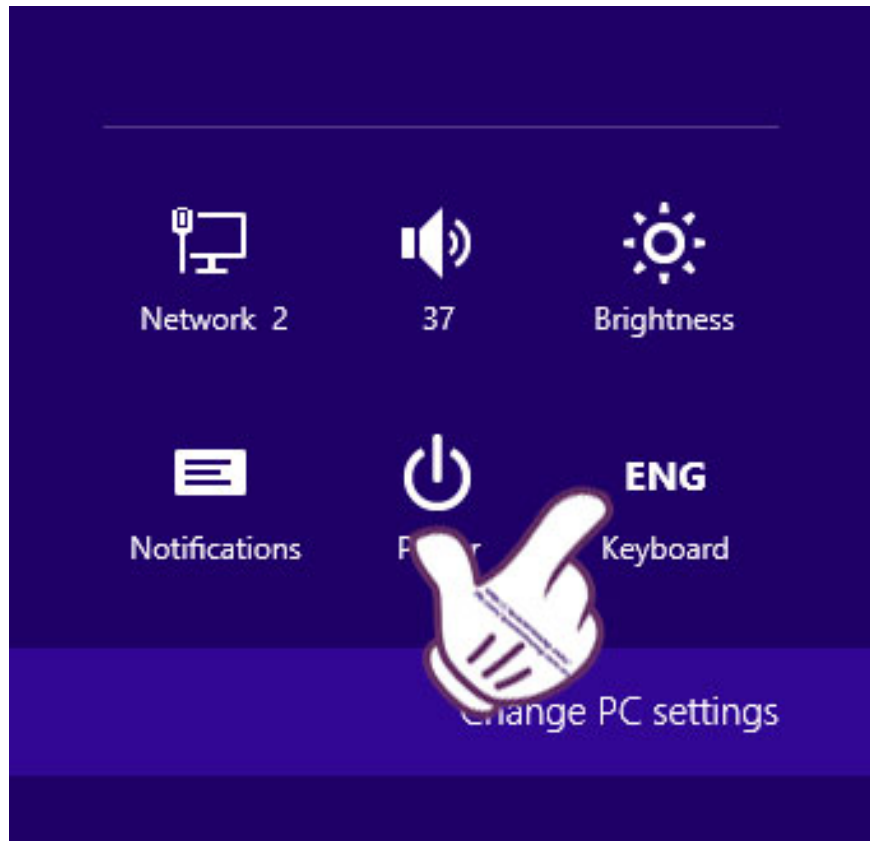 Network 2
37
Brightness
ENG
Notifications
Keyboard
Change PC settings